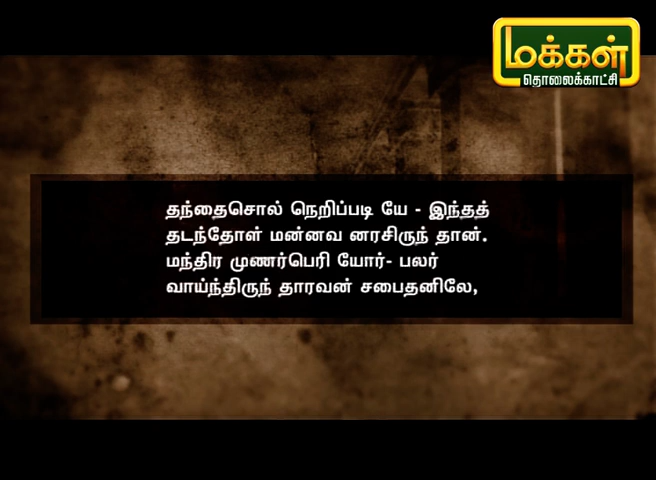 மக்கள்
தொலைக்காட்சி
தந்தைசொல் நெறிப்படி யே - இந்தத்
தடந்தோள் மன்னவ னரசிருந் தான்.
மந்திர முணர்பெரி யோர்- பலர்
வாய்ந்திருந் தாரவன் சபைதனிலே,